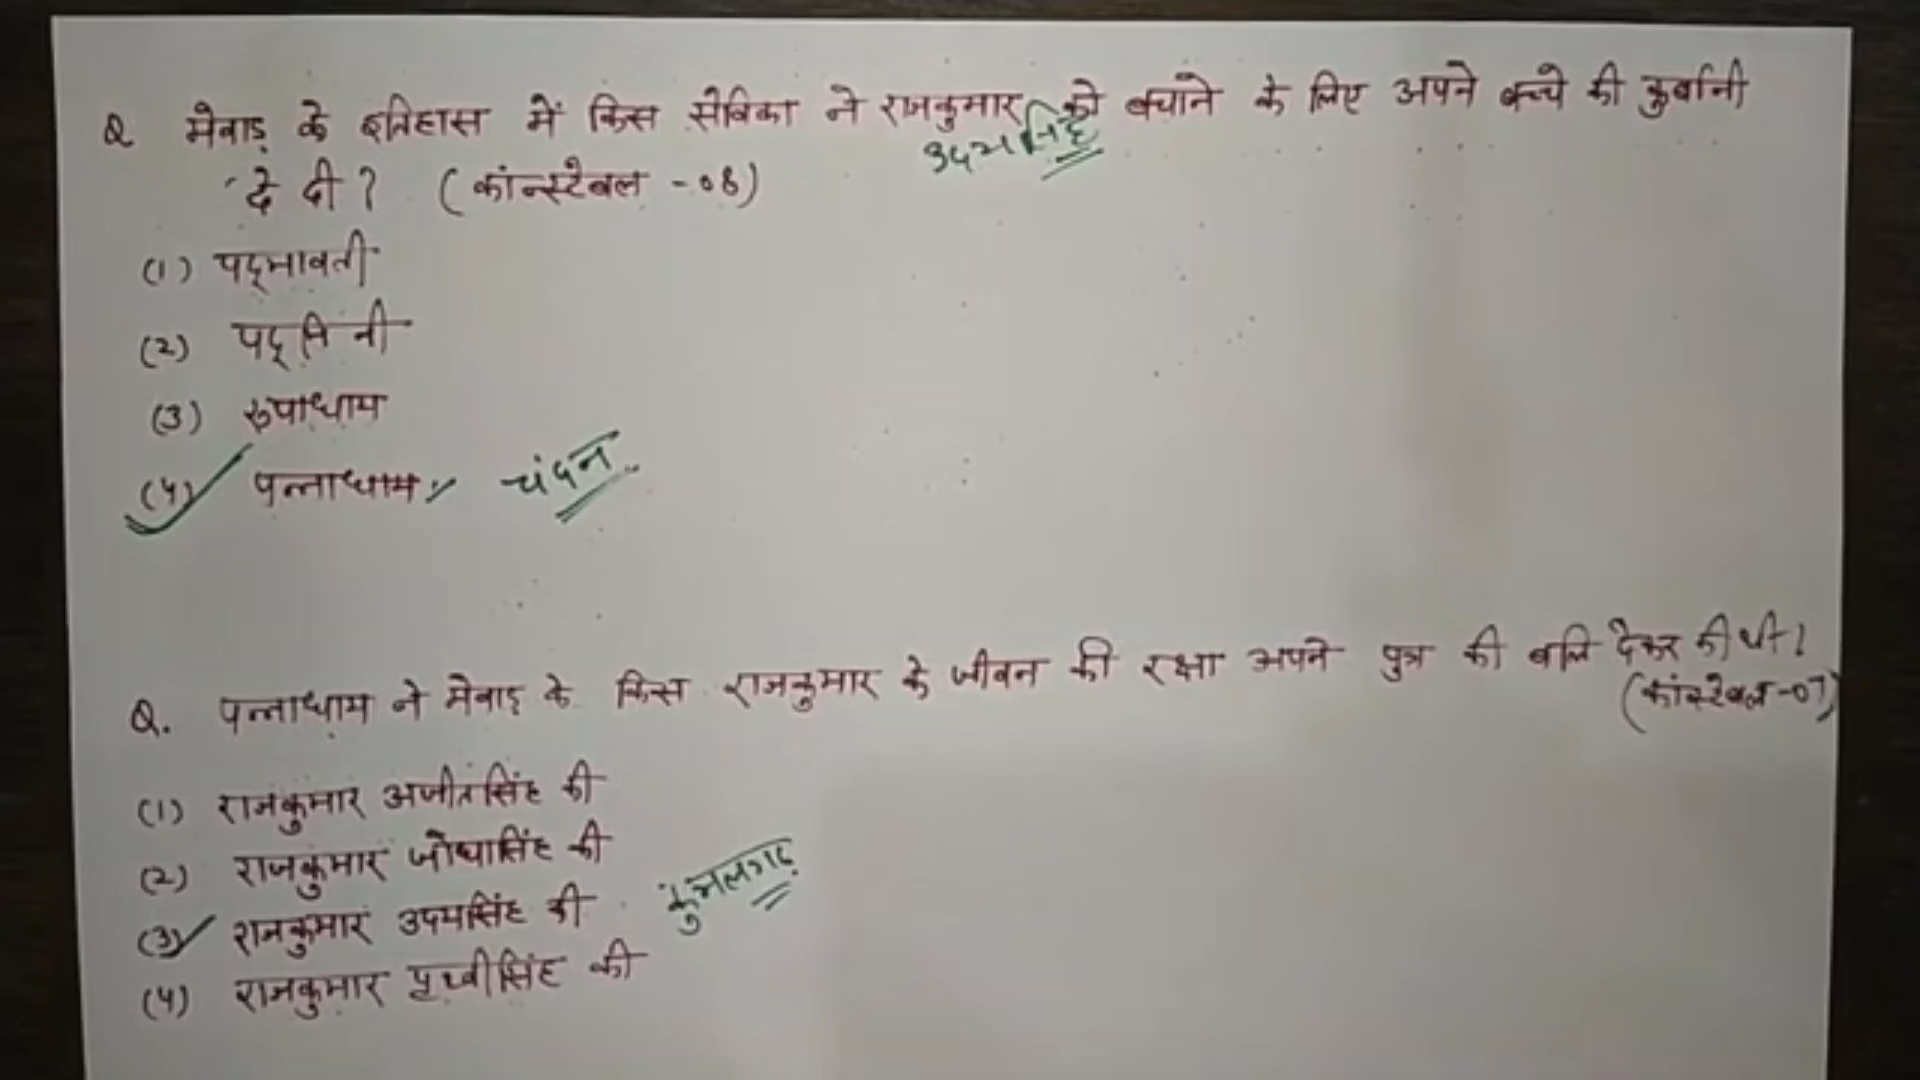 Q मेवाड़ के इतिहास में किस सेविका ने राजकुमार को बचाने के लिए अपने बच्चे की कुर्बानी
उदयसिंह
दे दी? (कांन्स्टेबल -08)
(1) पद्मावती
(2) पद्मिनी
(3) रुपाधाय
(4) पन्नाधाय चंदन
Q. पन्नाधाय ने मेवाड़ के किस राजकुमार के जीवन की रक्षा अपने पुत्र की बलि देकर की थी।
(कांस्टेबल-07)
(1) राजकुमार अजीतसिंह की
(2) राजकुमार जोधासिंह की
(3) राजकुमार उदयसिंह की कुंभलगढ़
(4) राजकुमार पृथ्वीसिंह की